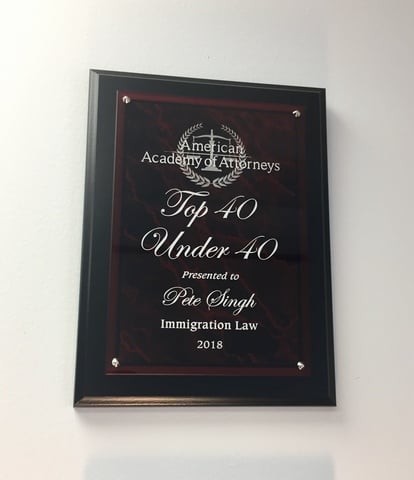 American
Academy of Attorneys
Top 40
Under 40
Presented to
Pete Singh
Immigration Law
2018